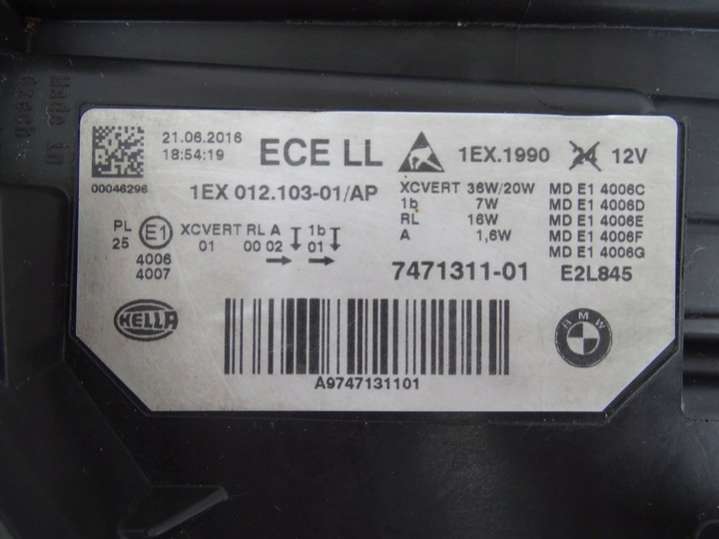 Made in
Czech
21.06.2016
18:54:19
ECE LL
1EX.1990 24 12V
00046296
1EX 012.103-01/AP
XCVERT 36W/20W
1b 7W
RL 16W
A 1,6W
MD E1 4006C
MD E1 4006D
MD E1 4006E
MD E1 4006F
MD E1 4006G
PL
25
E1
XCVERT RL A 1b
01 00 02 01
4006
4007
7471311-01 E2L845
HELLA
BMW
A9747131101